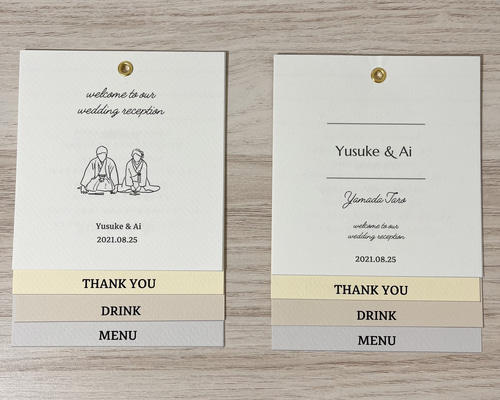 welcome to our
wedding reception
Yusuke & Ai
2021.08.25
THANK YOU
DRINK
MENU
Yusuke & Ai
Yamada Taro
welcome to our
wedding reception
2021.08.25
THANK YOU
DRINK
MENU